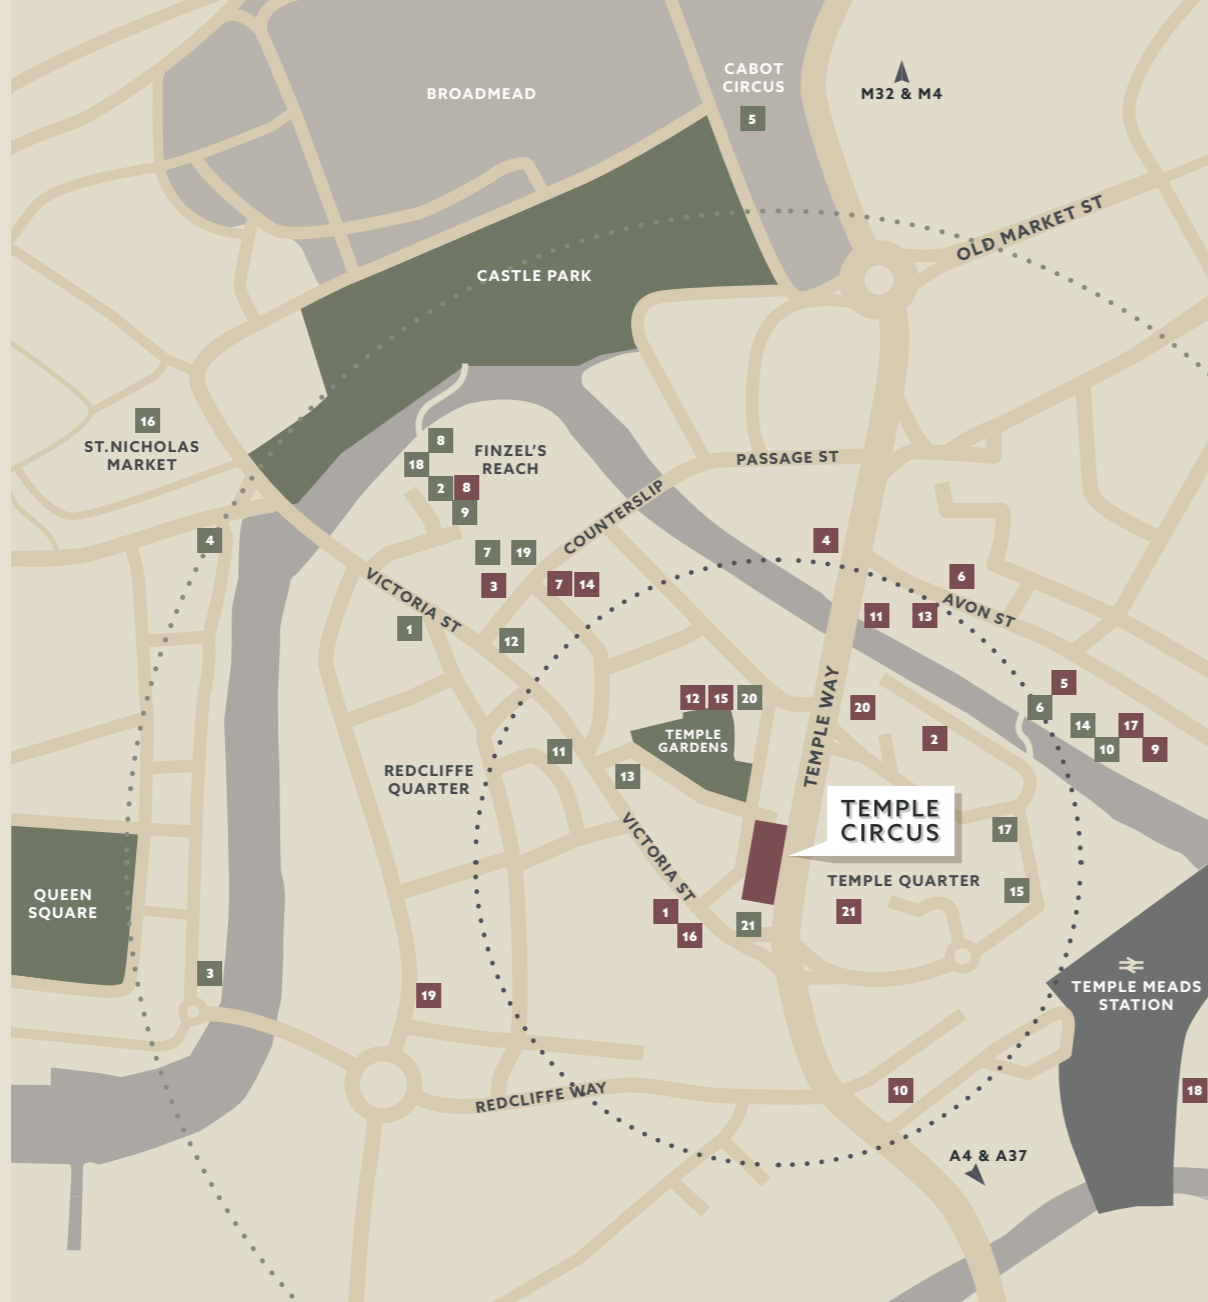 CABOT
CIRCUS
5
BROADMEAD
M32 & M4
OLD MARKET ST
CASTLE PARK
16
ST.NICHOLAS
MARKET
8
18
2
8
9
FINZEL'S
REACH
PASSAGE ST
COUNTERSLIP
4
7
19
3
7
14
4
6
AVON ST
11
13
VICTORIA ST
1
12
5
6
14
17
10
9
12
15
20
TEMPLE
GARDENS
TEMPLE WAY
20
2
11
13
REDCLIFFE
QUARTER
TEMPLE
CIRCUS
17
VICTORIA ST
TEMPLE QUARTER
15
21
QUEEN
SQUARE
1
16
21
3
19
TEMPLE MEADS
STATION
REDCLIFFE WAY
10
18
A4 & A37